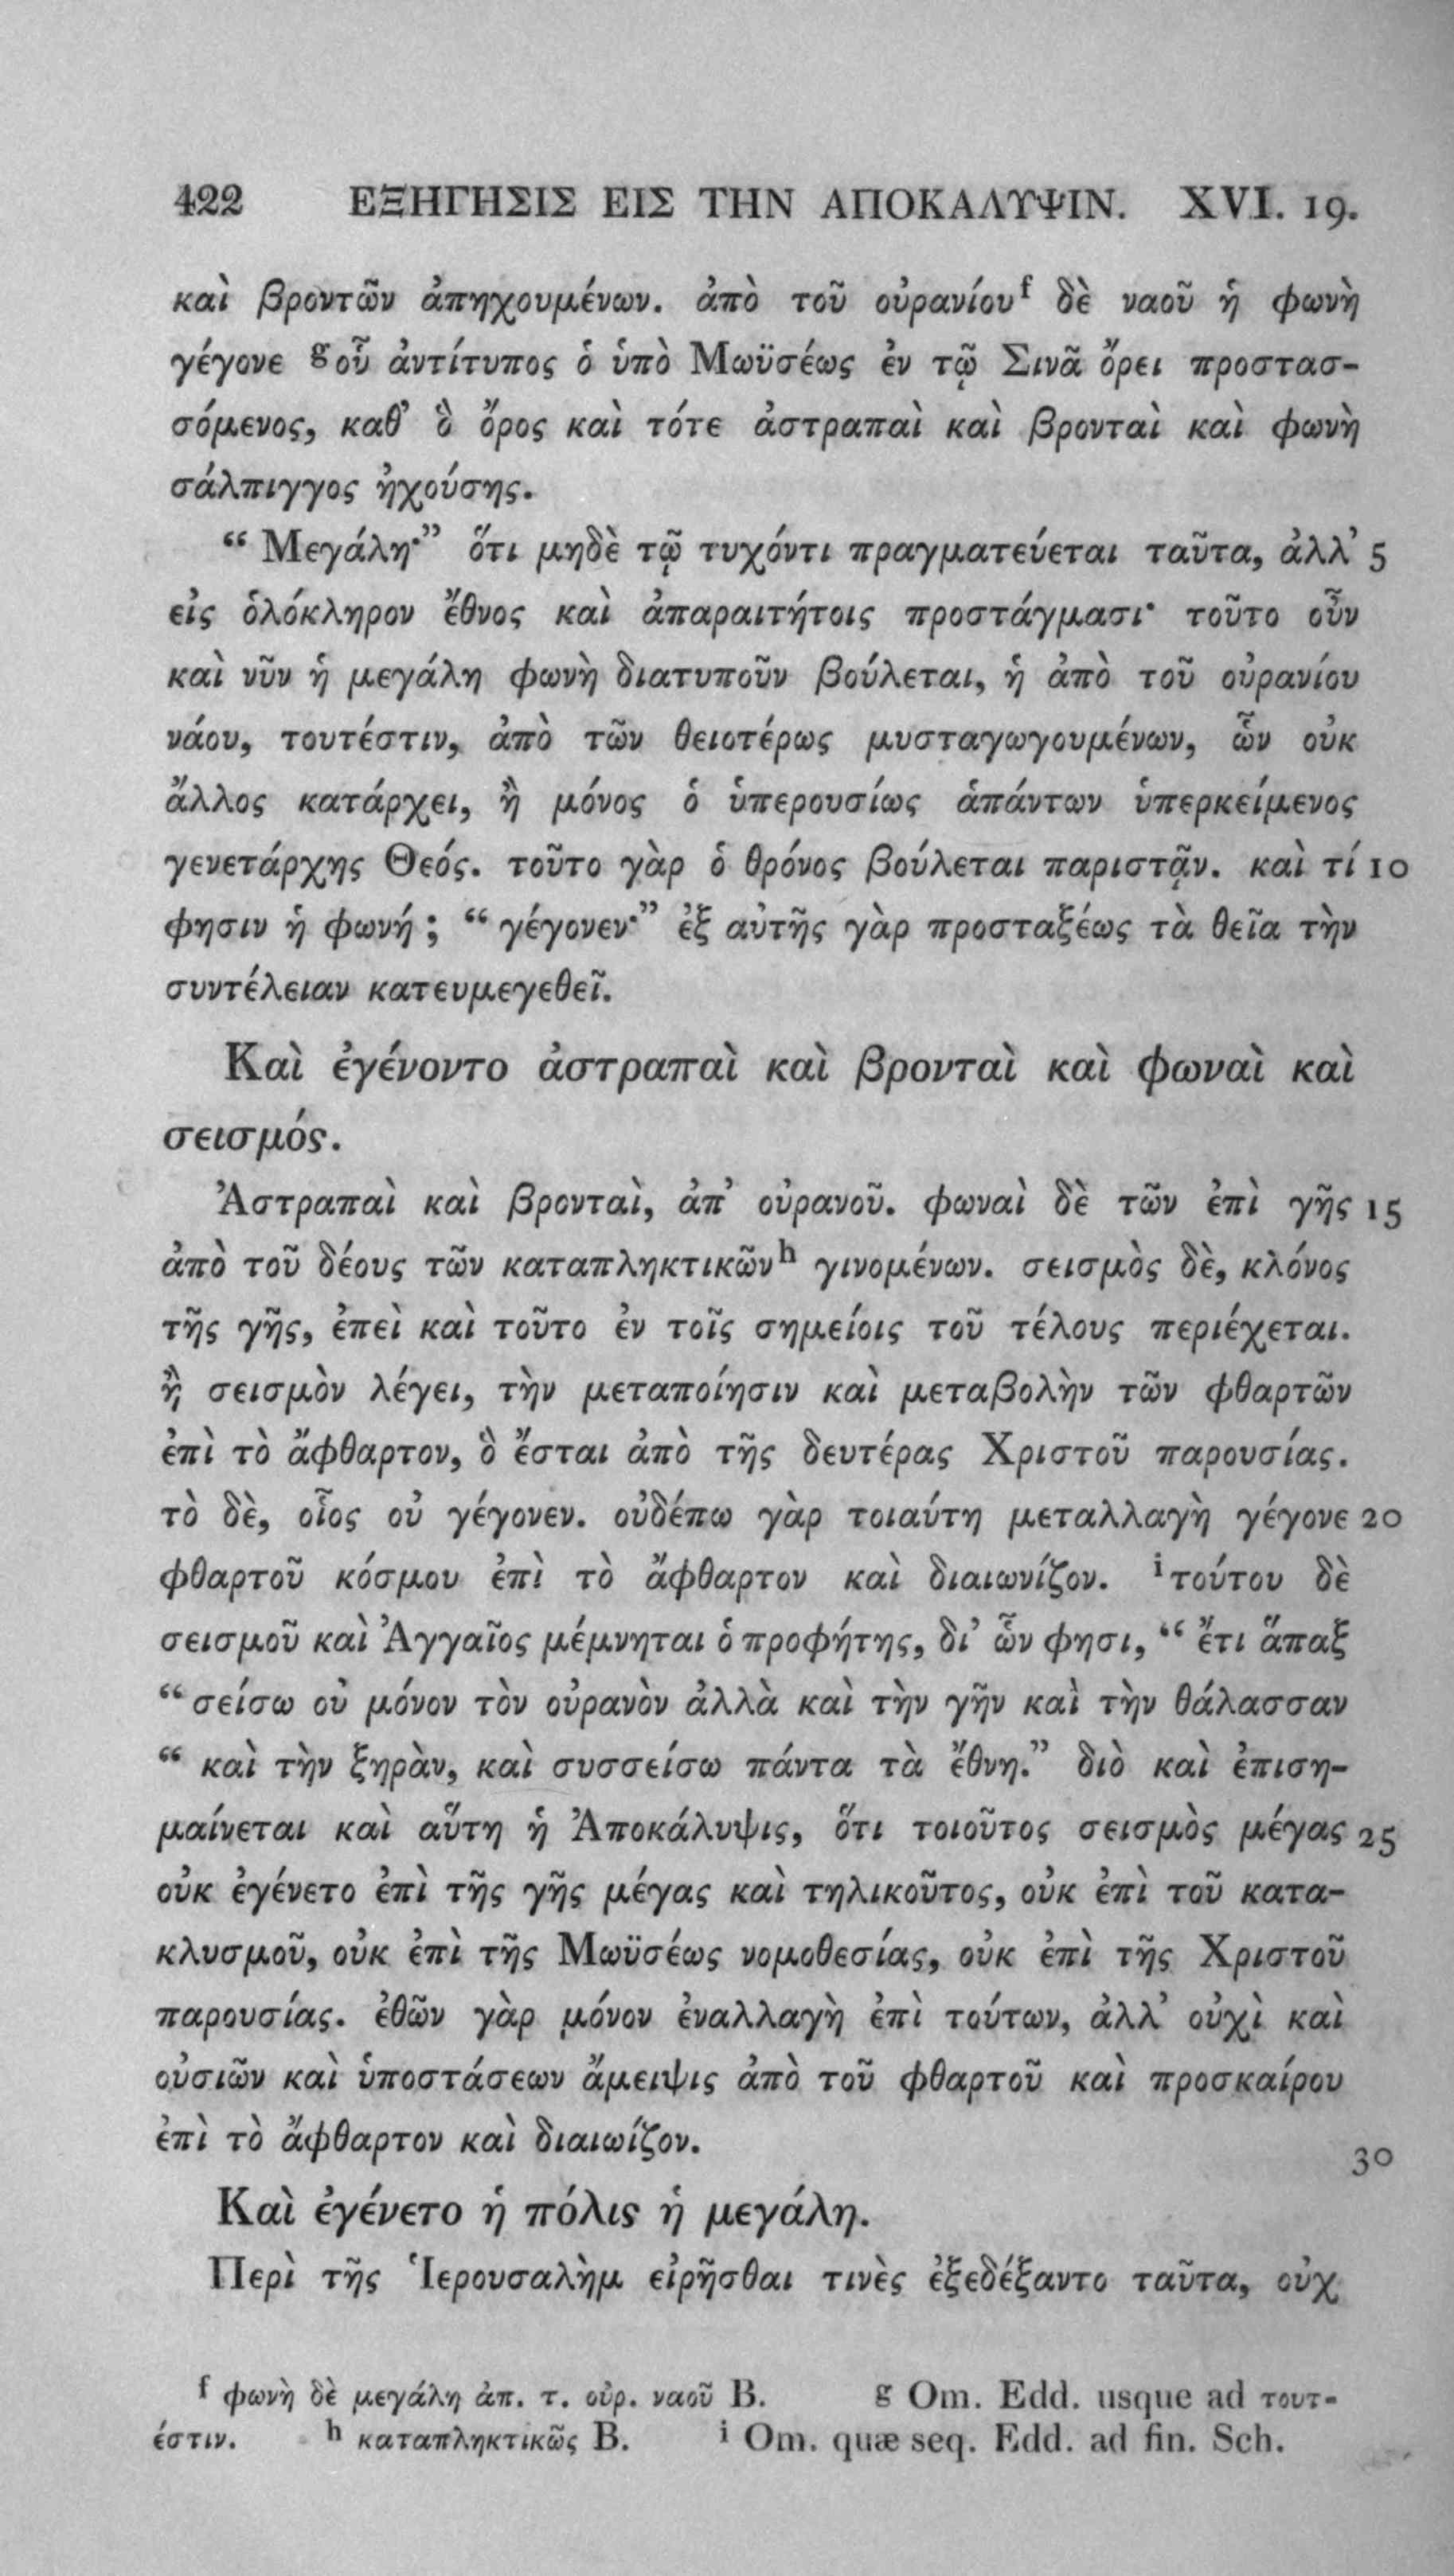 422 ΕΞΗΓΗΣΙΣ ΕΙΣ ΤΗΝ ΑΠΟΚΑΛΥΨΙΝ. XVI. 19.
καὶ βροντῶν ἀπηχουμένων. ἀπὸ τοῦ οὐρανίου f δὲ ναοῦ ἡ φωνὴ
γέγονε g οὗ ἀντίτυπος ὁ ὑπὸ Μωϋσέως ἐν τῷ Σινᾶ ὄρει προστασ-
σόμενος, καθ’ ὃ ὄρος καὶ τότε ἀστραπαὶ καὶ βρονταὶ καὶ φωνὴ
σάλπιγγος ἠχούσης.
“ Μεγάλη·” ὅτι μηδὲ τῷ τυχόντι πραγματεύεται ταῦτα, ἀλλ’ 5
εἰς ὁλόκληρον ἔθνος καὶ ἀπαραιτήτοις προστάγμασι· τοῦτο οὖν
καὶ νῦν ἡ μεγάλη φωνὴ διατυποῦν βούλεται, ἡ ἀπὸ τοῦ οὐρανίου
νάου, τουτέστιν, ἀπὸ τῶν θειοτέρως μυσταγωγουμένων, ὧν οὐκ
ἄλλος κατάρχει, ἢ μόνος ὁ ὑπερουσίως ἁπάντων ὑπερκείμενος
γενετάρχης Θεός. τοῦτο γὰρ ὁ θρόνος βούλεται παριστᾷν. καὶ τί 10
φησιν ἡ φωνή ; “ γέγονεν·” ἐξ αὐτῆς γὰρ προσταξέως τὰ θεῖα τὴν
συντέλειαν κατευμεγεθεῖ.
Καὶ ἐγένοντο ἀστραπαὶ καὶ βρονταὶ καὶ φωναὶ καὶ
σεισμός.
Ἀστραπαὶ καὶ βρονταὶ, ἀπ’ οὐρανοῦ. φωναὶ δὲ τῶν ἐπὶ γῆς 15
ἀπὸ τοῦ δέους τῶν καταπληκτικῶν h γινομένων. σεισμὸς δὲ, κλόνος
τῆς γῆς, ἐπεὶ καὶ τοῦτο ἐν τοῖς σημείοις τοῦ τέλους περιέχεται.
ἢ σεισμὸν λέγει, τὴν μεταποίησιν καὶ μεταβολὴν τῶν φθαρτῶν
ἐπὶ τὸ ἄφθαρτον, ὃ ἔσται ἀπὸ τῆς δευτέρας Χριστοῦ παρουσίας.
τὸ δὲ, οἷος οὐ γέγονεν. οὐδέπω γὰρ τοιαύτη μεταλλαγὴ γέγονε 20
φθαρτοῦ κόσμου ἐπὶ τὸ ἄφθαρτον καὶ διαιωνίζον. i τούτου δὲ
σεισμοῦ καὶ Ἀγγαῖος μέμνηται ὁ προφήτης, δι’ ὧν φησι, “ ἔτι ἅπαξ
“ σείσω οὐ μόνον τὸν οὐρανὸν ἀλλὰ καὶ τὴν γῆν καὶ τὴν θάλασσαν
“ καὶ τὴν ξηρὰν, καὶ συσσείσω πάντα τὰ ἔθνη.” διὸ καὶ ἐπιση-
μαίνεται καὶ αὕτη ἡ Ἀποκάλυψις, ὅτι τοιοῦτος σεισμὸς μέγας 25
οὐκ ἐγένετο ἐπὶ τῆς γῆς μέγας καὶ τηλικοῦτος, οὐκ ἐπὶ τοῦ κατα-
κλυσμοῦ, οὐκ ἐπὶ τῆς Μωϋσέως νομοθεσίας, οὐκ ἐπὶ τῆς Χριστοῦ
παρουσίας. ἐθῶν γὰρ μόνον ἐναλλαγὴ ἐπὶ τούτων, ἀλλ’ οὐχὶ καὶ
οὐσιῶν καὶ ὑποστάσεων ἄμειψις ἀπὸ τοῦ φθαρτοῦ καὶ προσκαίρου
ἐπὶ τὸ ἄφθαρτον καὶ διαιωίζον. 30
Καὶ ἐγένετο ἡ πόλις ἡ μεγάλη.
Περὶ τῆς Ἱερουσαλὴμ εἰρῆσθαι τινὲς ἐξεδέξαντο ταῦτα, οὐχ
f φωνὴ δὲ μεγάλη ἀπ. τ. οὐρ. ναοῦ B. g Om. Edd. usque ad τουτ-
έστιν. h καταπληκτικῶς B. i Om. quæ seq. Edd. ad fin. Sch.